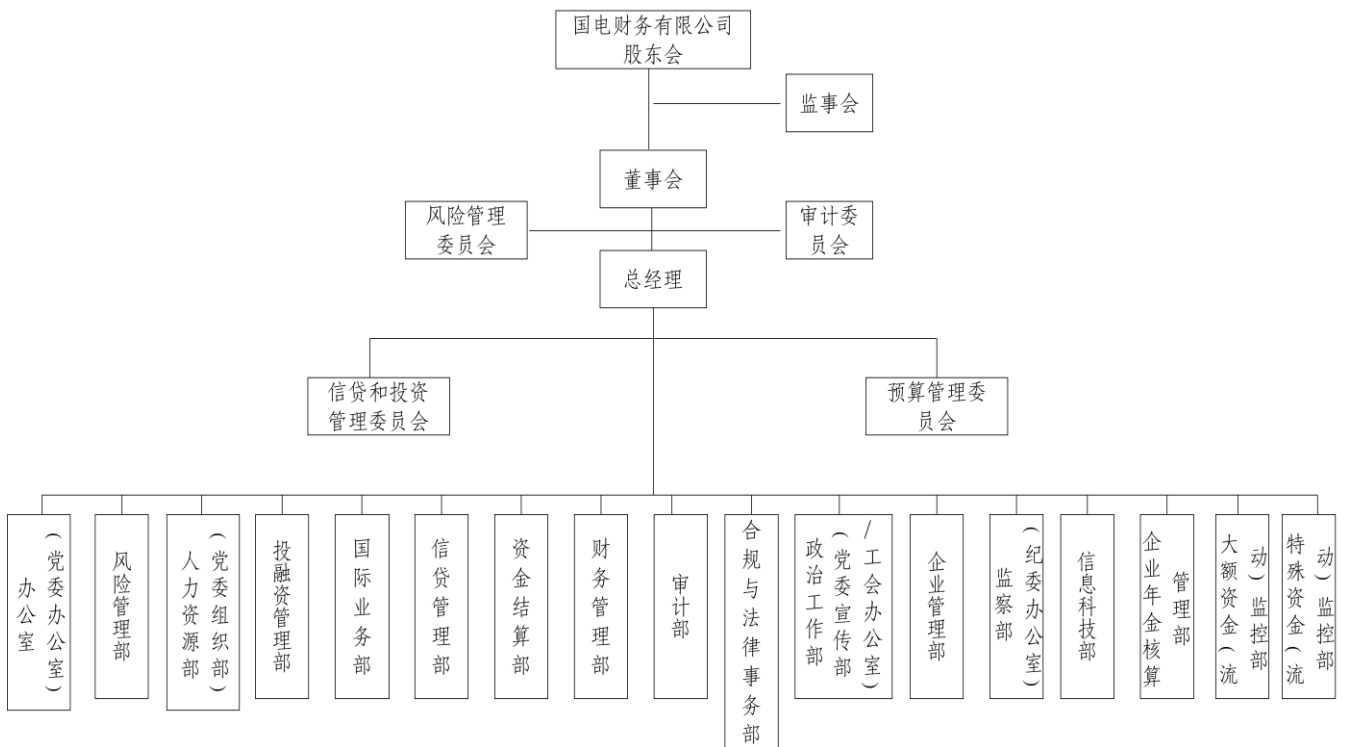 国电财务有限公司
股东会
监事会
董事会
风险管理
委员会
审计委
员会
总经理
信贷和投资
管理委员会
预算管理委
员会
办公室
(党委办公室)
风险管理部
人力资源部
(党委组织部)
投融资管理部
国际业务部
信贷管理部
资金结算部
财务管理部
审计部
合规与法律事务部
政治工作部
(党委宣传部
/工会办公室)
企业管理部
监察部
(纪委办公室)
信息科技部
企业年金核算
管理部
大额资金(流
动)监控部
特殊资金(流
动)监控部